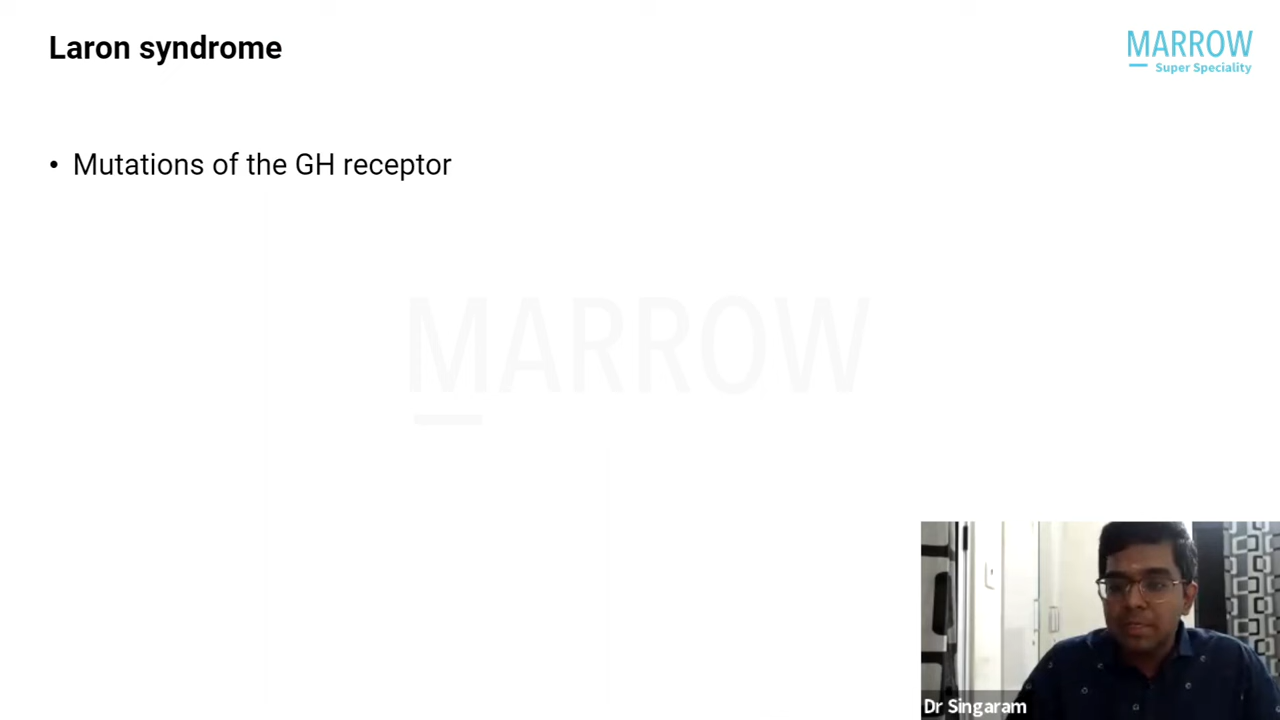 Laron syndrome
MARROW
Super Speciality
• Mutations of the GH receptor
MARROW
Dr Singaram